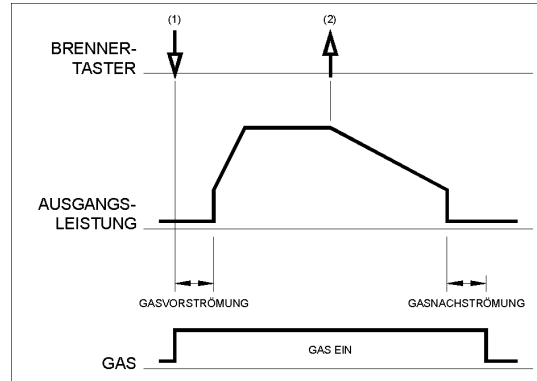 (1)
(2)
BRENNER-
TASTER
AUSGANGS-
LEISTUNG
GASVORSTRÖMUNG
GASNACHSTRÖMUNG
GAS EIN
GAS